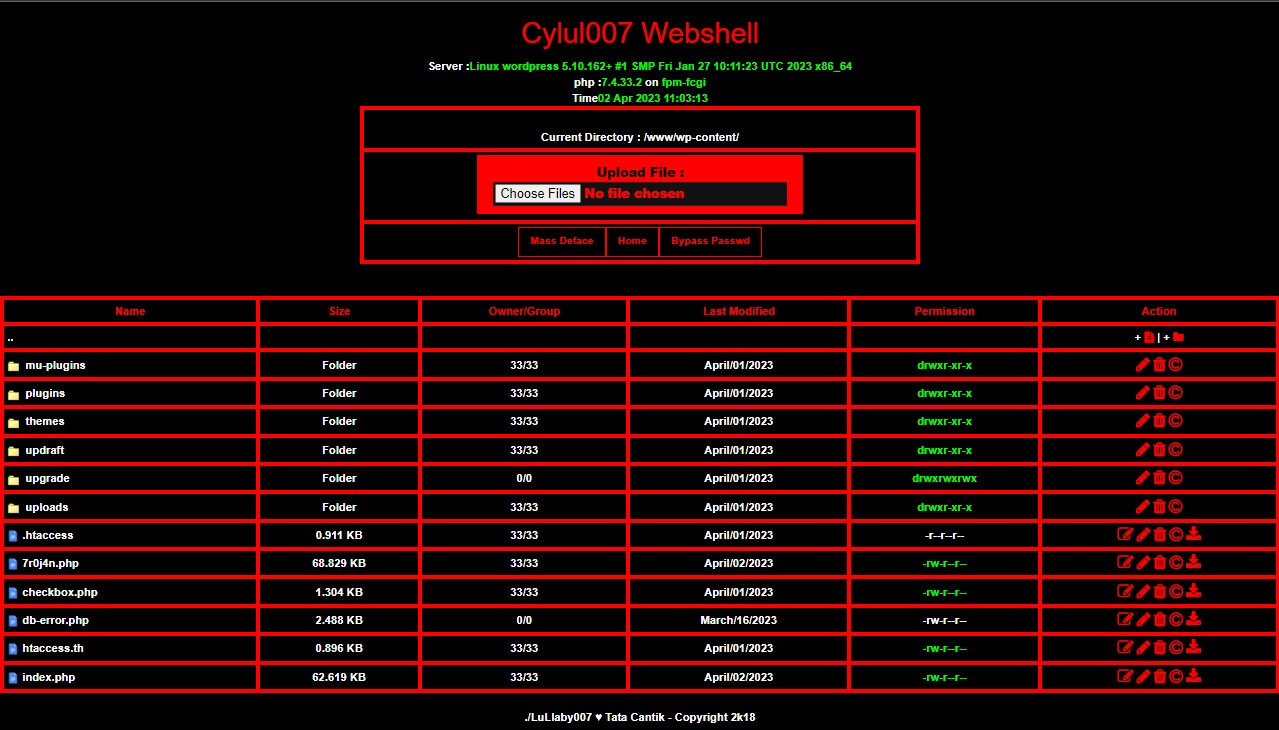 Cylul007 Webshell
Server :Linux wordpress 5.10.162+ #1 SMP Fri Jan 27 10:11:23 UTC 2023 x86_64
php :7.4.33.2 on fpm-fcgi
Time02 Apr 2023 11:03:13
Current Directory : /www/wp-content/
Upload File :
Choose Files No file chosen
Mass Deface Home Bypass Passwd
Name Size Owner/Group Last Modified Permission Action
.. + | +
mu-plugins Folder 33/33 April/01/2023 drwxr-xr-x
plugins Folder 33/33 April/01/2023 drwxr-xr-x
themes Folder 33/33 April/01/2023 drwxr-xr-x
updraft Folder 33/33 April/01/2023 drwxr-xr-x
upgrade Folder 0/0 April/01/2023 drwxrwxrwx
uploads Folder 33/33 April/01/2023 drwxr-xr-x
.htaccess 0.911 KB 33/33 April/01/2023 -r--r--r--
7r0j4n.php 68.829 KB 33/33 April/02/2023 -rw-r--r--
checkbox.php 1.304 KB 33/33 April/01/2023 -rw-r--r--
db-error.php 2.488 KB 0/0 March/16/2023 -rw-r--r--
htaccess.th 0.896 KB 33/33 April/01/2023 -rw-r--r--
index.php 62.619 KB 33/33 April/02/2023 -rw-r--r--
./LuLlaby007 ♥ Tata Cantik - Copyright 2k18